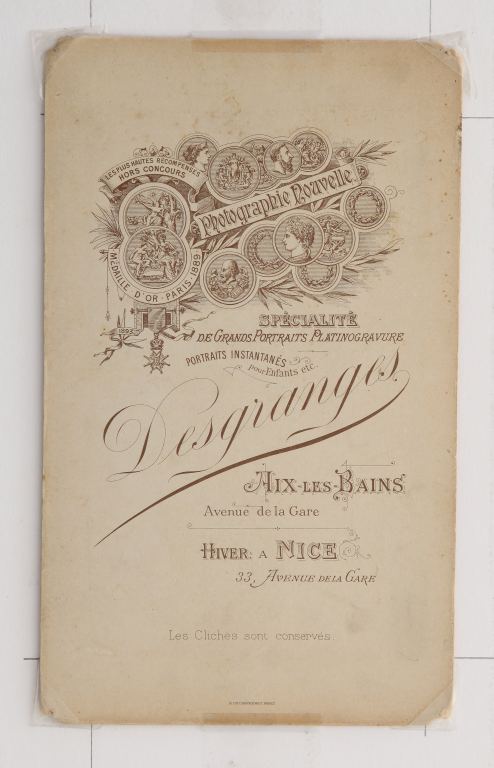 LES PLUS HAUTES RÉCOMPENSES
HORS CONCOURS
Photographie Nouvelle
MÉDAILLE D'OR · PARIS 1889
1893
SPÉCIALITÉ
DE GRANDS PORTRAITS PLATINOGRAVURE
PORTRAITS INSTANTANÉS
pour Enfants etc.
Desgranges
AIX-LES-BAINS
Avenue de la Gare
HIVER: A NICE
33, AVENUE DE LA GARE
Les Cliches sont conservés.